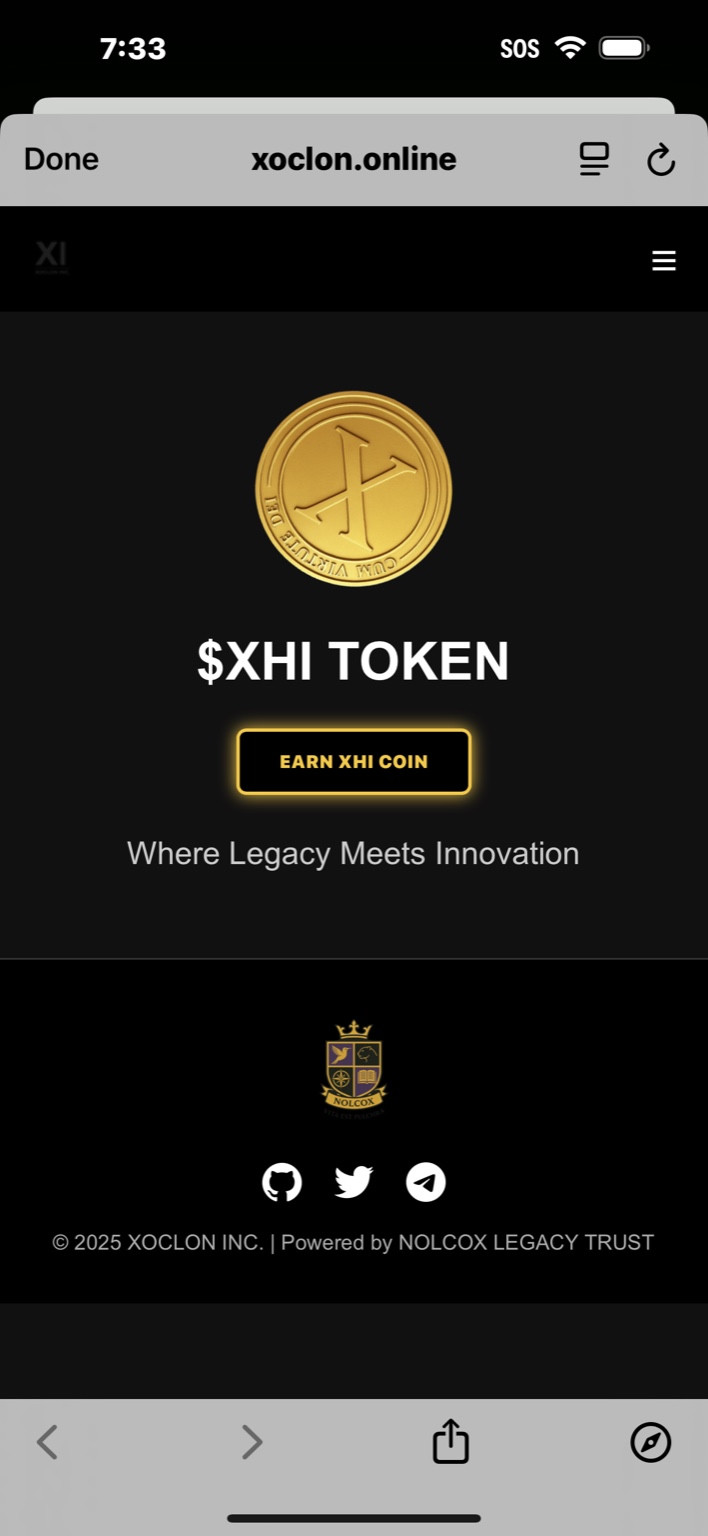 7:33
SOS
Done
xoclon.online
XI
CUM VIRTUTE DEI
$XHI TOKEN
EARN XHI COIN
Where Legacy Meets Innovation
NOLCOX
© 2025 XOCLON INC. | Powered by NOLCOX LEGACY TRUST